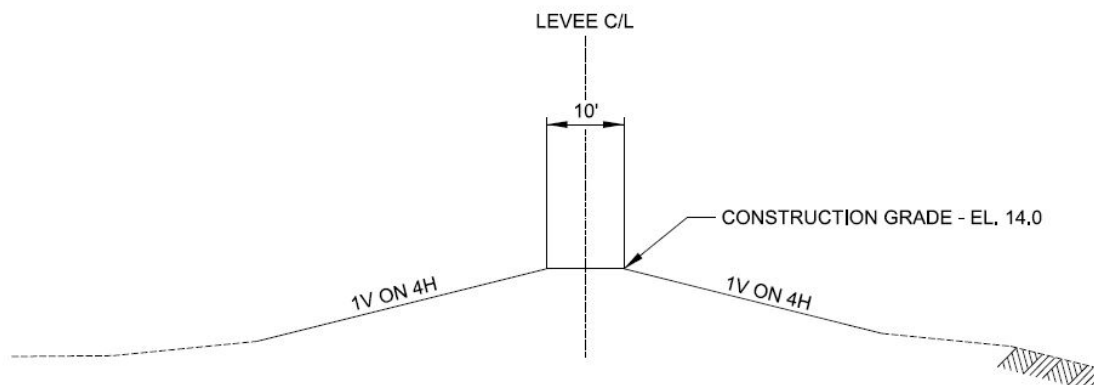 LEVEE C/L
10'
CONSTRUCTION GRADE - EL. 14.0
1V ON 4H
1V ON 4H